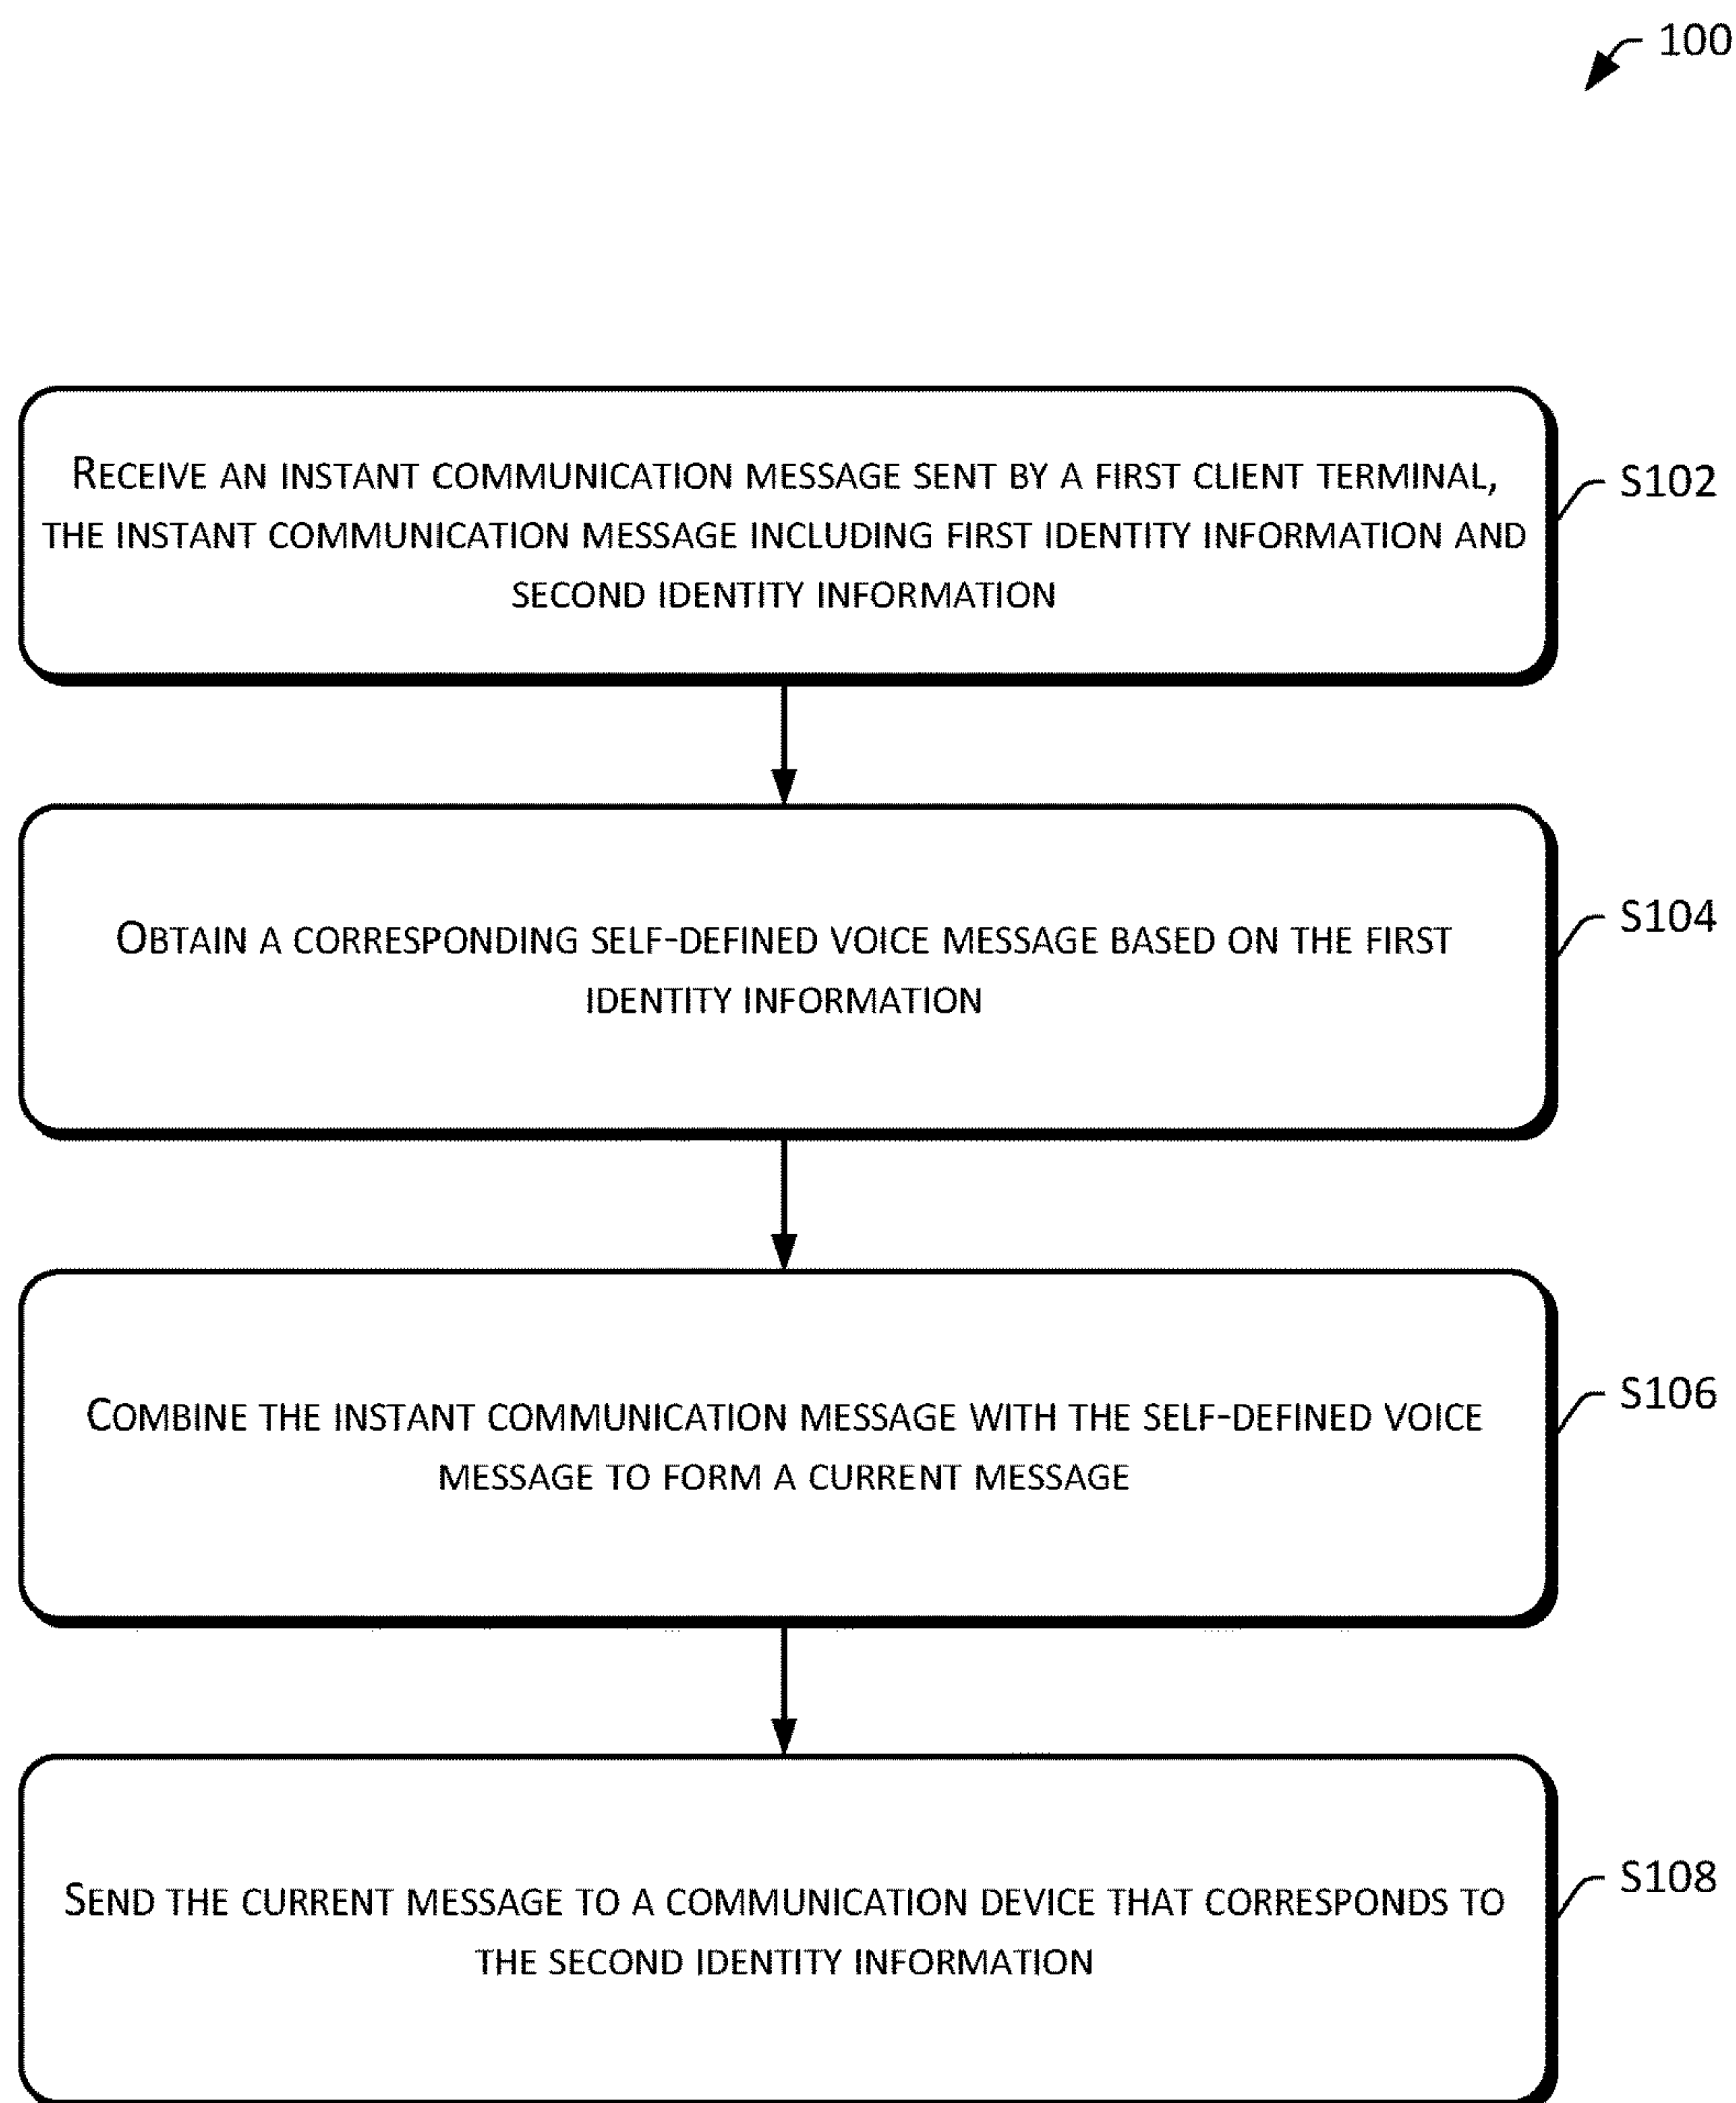 100
RECEIVE AN INSTANT COMMUNICATION MESSAGE SENT BY A FIRST CLIENT TERMINAL,
THE INSTANT COMMUNICATION MESSAGE INCLUDING FIRST IDENTITY INFORMATION AND
SECOND IDENTITY INFORMATION
S102
OBTAIN A CORRESPONDING SELF-DEFINED VOICE MESSAGE BASED ON THE FIRST
IDENTITY INFORMATION
S104
COMBINE THE INSTANT COMMUNICATION MESSAGE WITH THE SELF-DEFINED VOICE
MESSAGE TO FORM A CURRENT MESSAGE
S106
SEND THE CURRENT MESSAGE TO A COMMUNICATION DEVICE THAT CORRESPONDS TO
THE SECOND IDENTITY INFORMATION
S108